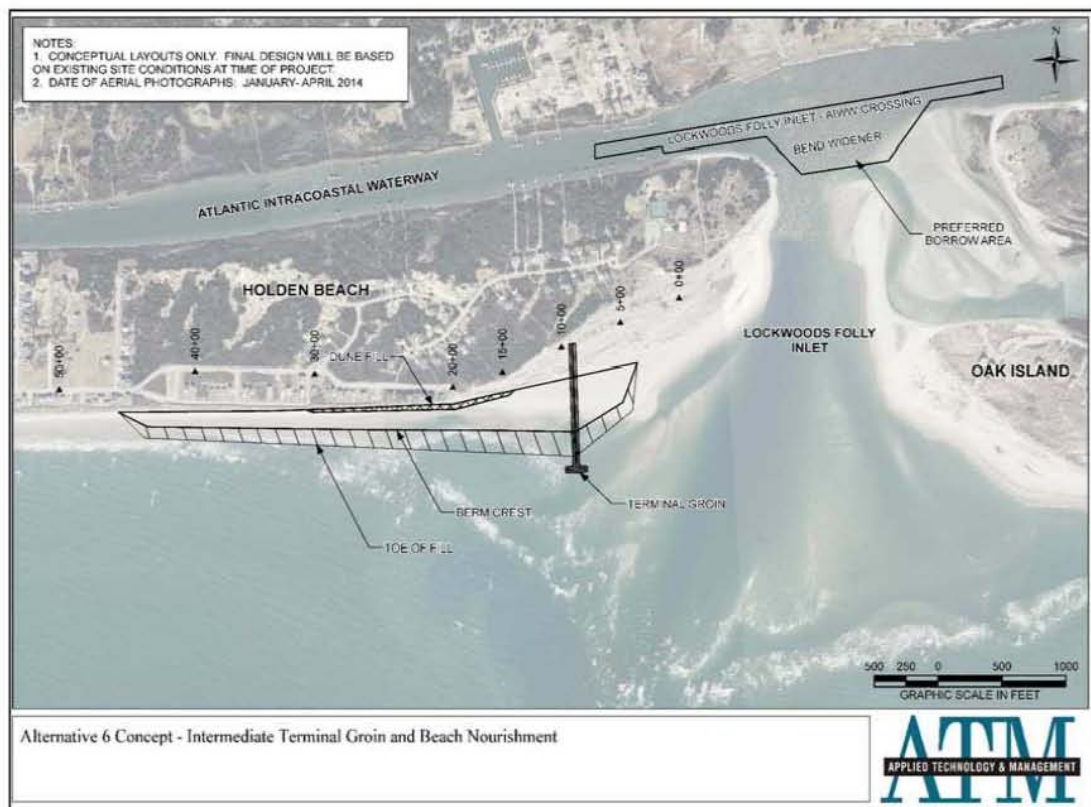 NOTES:
1. CONCEPTUAL LAYOUTS ONLY. FINAL DESIGN WILL BE BASED
ON EXISTING SITE CONDITIONS AT TIME OF PROJECT.
2. DATE OF AERIAL PHOTOGRAPHS: JANUARY- APRIL 2014
N
LOCKWOODS FOLLY INLET - AIWW CROSSING
BEND WIDENER
ATLANTIC INTRACOASTAL WATERWAY
PREFERRED
BORROW AREA
HOLDEN BEACH
50+00
40+00
30+00
20+00
15+00
10+00
5+00
0+00
DUNE FILL
LOCKWOODS FOLLY
INLET
OAK ISLAND
TERMINAL GROIN
BERM CREST
TOE OF FILL
500 250 0 500 1000
GRAPHIC SCALE IN FEET
Alternative 6 Concept - Intermediate Terminal Groin and Beach Nourishment
ATM
APPLIED TECHNOLOGY & MANAGEMENT